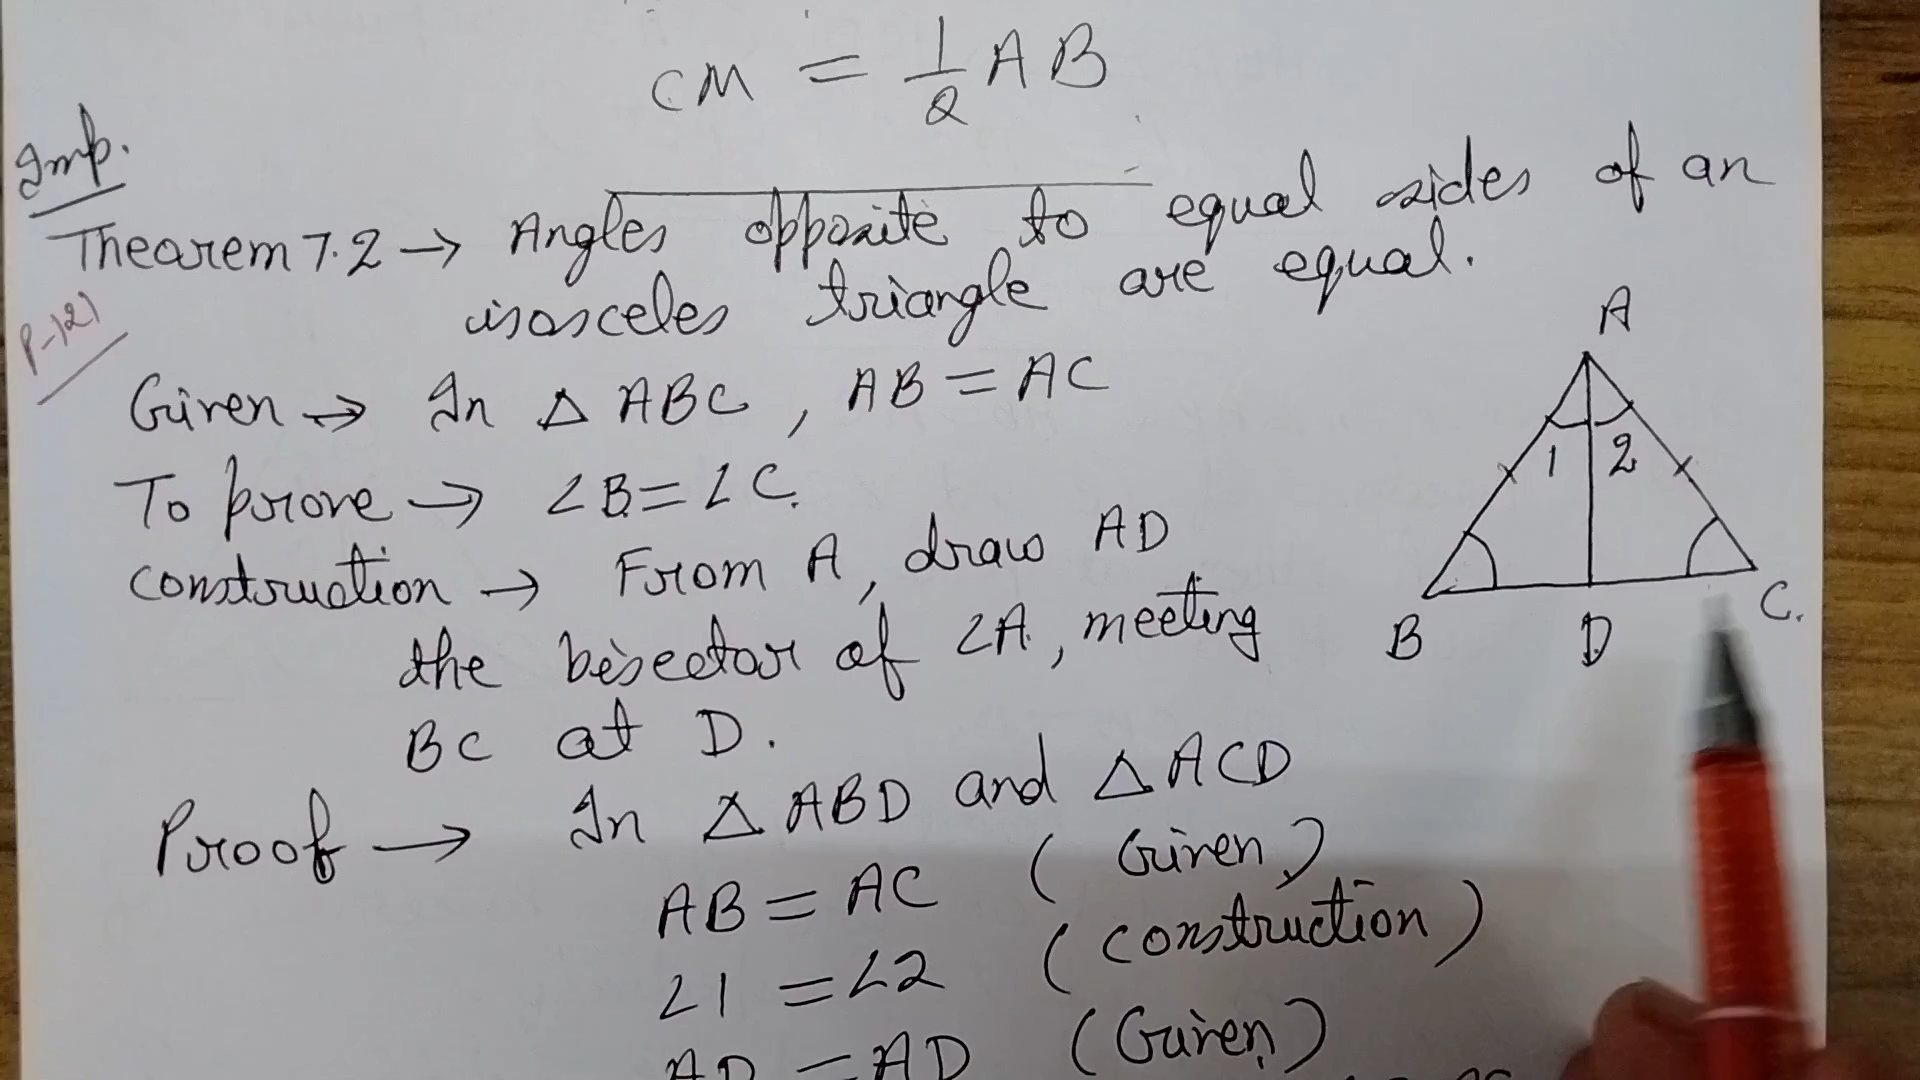 CM = 1/2 AB
Imp.
Thearem 7.2 → Angles opposite to equal sides of an
isosceles triangle are equal.
P-121
Given → In △ ABC, AB = AC
To prove → ∠B = ∠C.
construction → From A, draw AD
the bisector of ∠A, meeting
BC at D.
Proof → In △ ABD and △ ACD
AB = AC (Given)
∠1 = ∠2 (construction)
AD = AD (Given)
A
1 2
B D C.